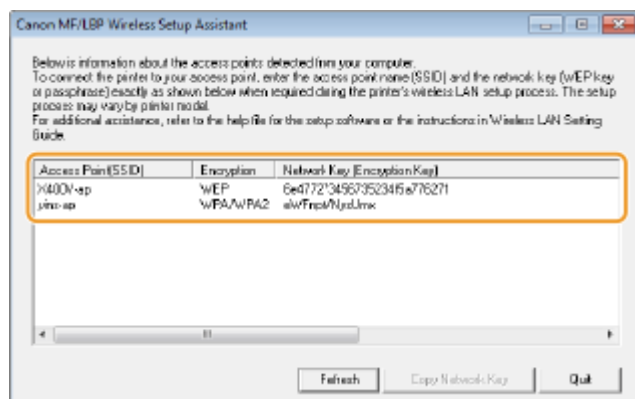 Canon MF/LBP Wireless Setup Assistant
Below is information about the access points detected from your computer.
To connect the printer to your access point, enter the access point name (SSID) and the network key (WEP key
or passphrase) exactly as shown below when required during the printer's wireless LAN setup process. The setup
process may vary by printer model.
For additional assistance, refer to the help file for the setup software or the instructions in Wireless LAN Setting
Guide.
Access Point(SSID) Encryption Network Key (Encryption Key)
X400V-ap WEP
WPA/WPA2
Refresh Copy Network Key Quit